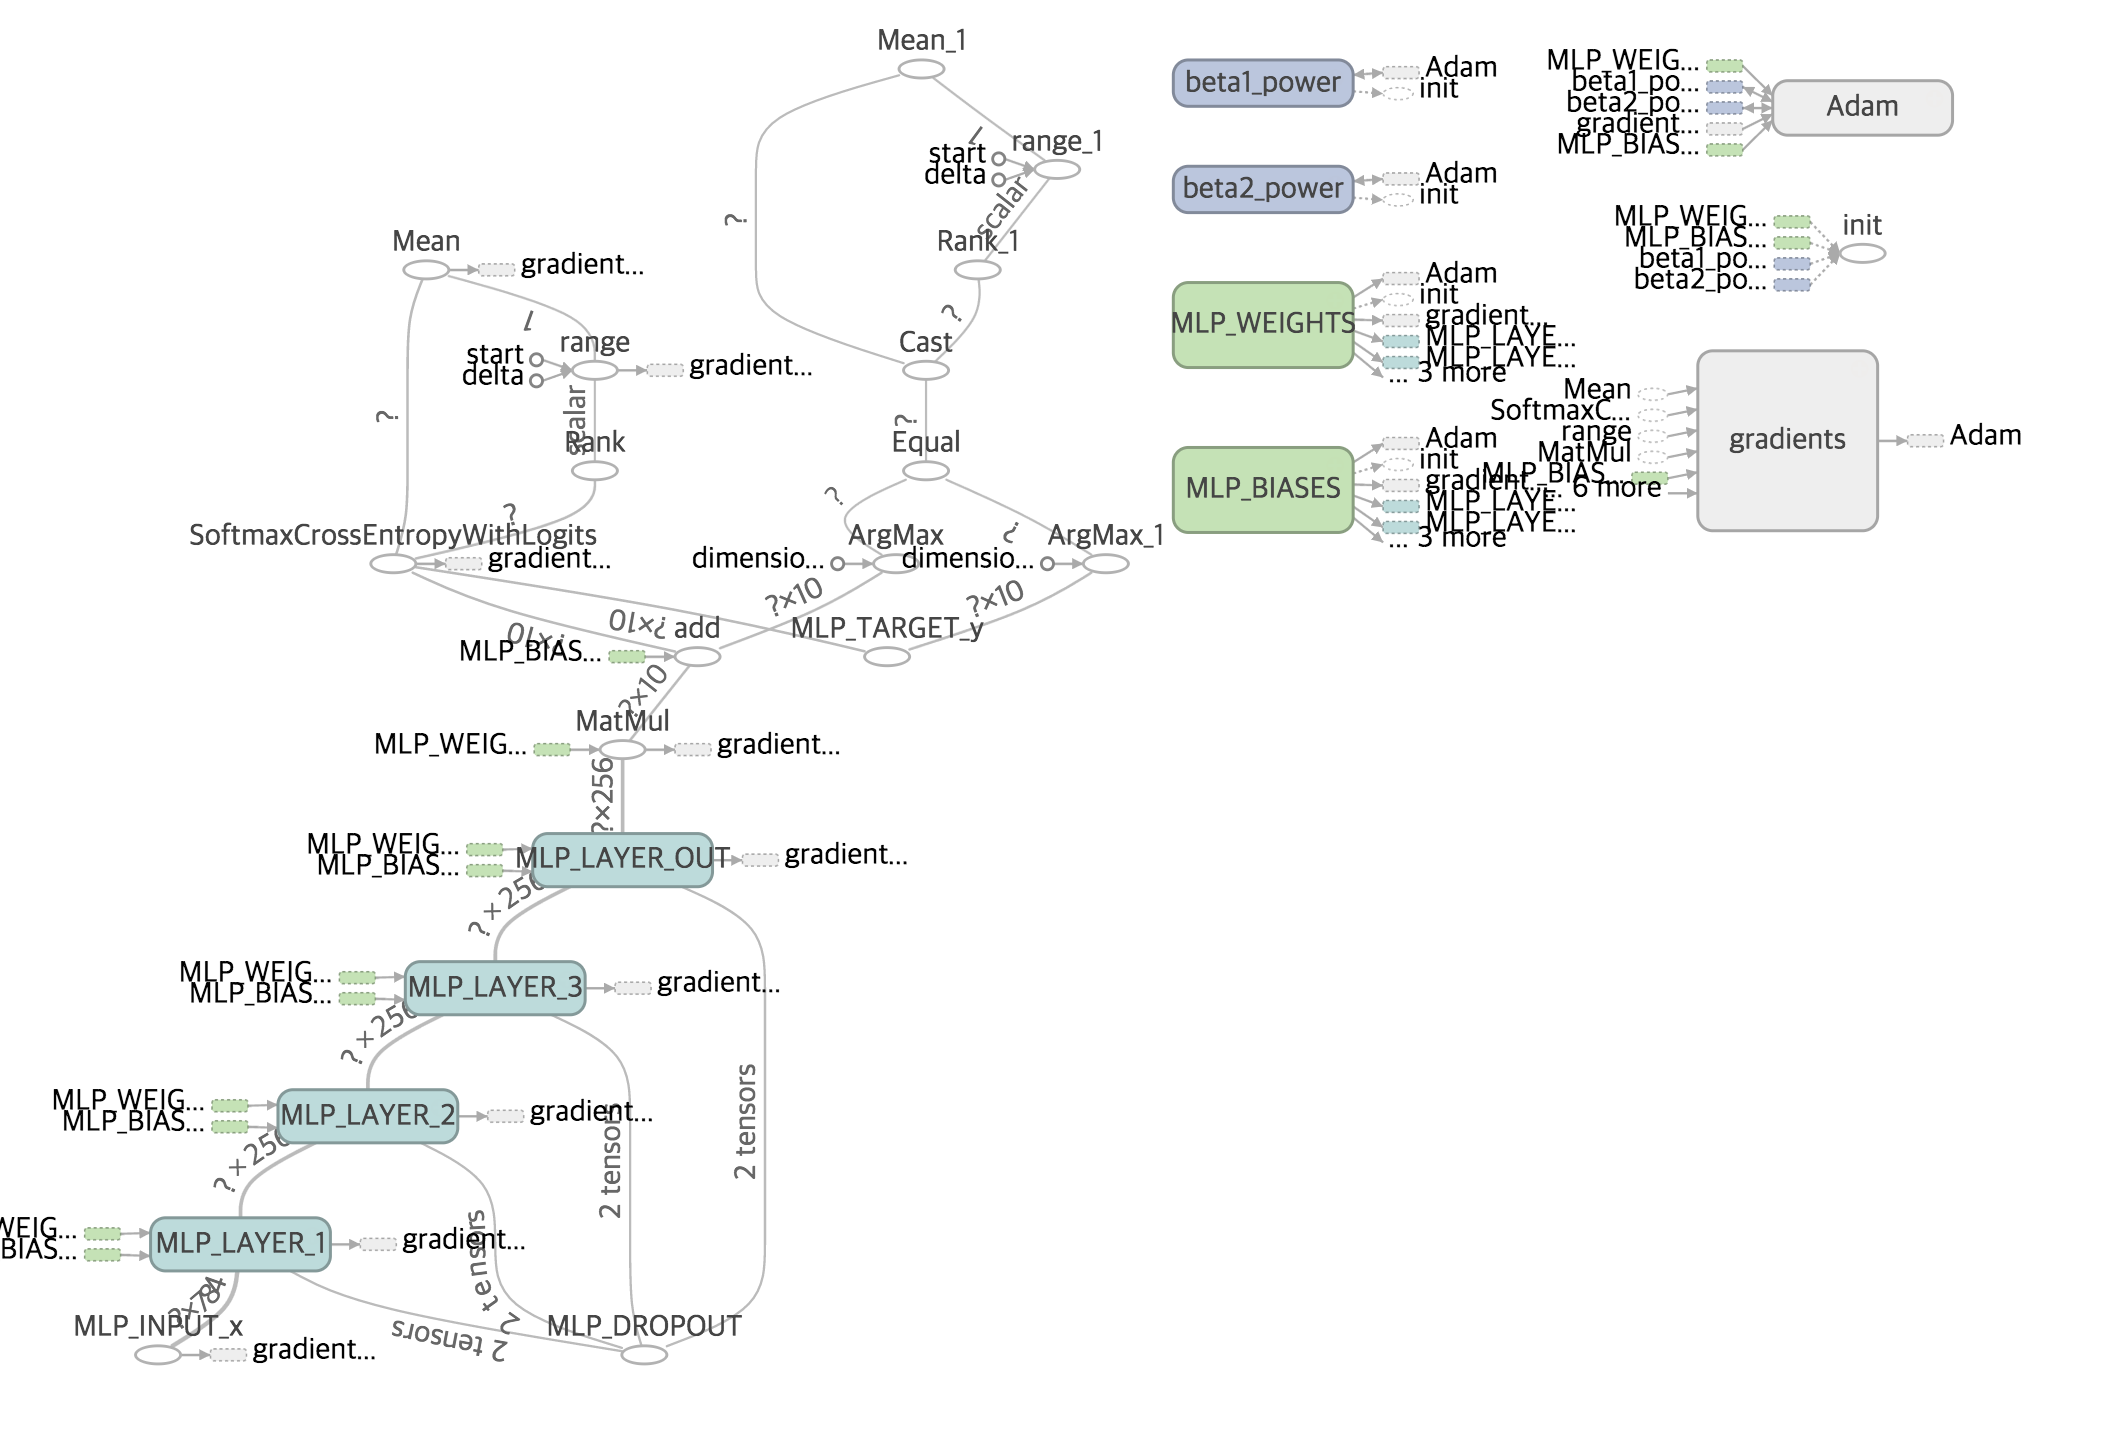 Mean_1
?
1
range_1
start
delta
scalar
Rank_1
?
Cast
?
Equal
?
?
ArgMax
dimensio...
ArgMax_1
dimensio...
?×10
?×10
Mean
gradient...
?
1
range
start
delta
gradient...
scalar
Rank
?
SoftmaxCrossEntropyWithLogits
gradient...
?×10
?×10
add
MLP_BIAS...
MLP_TARGET_y
?×10
MatMul
MLP_WEIG...
gradient...
?×256
MLP_WEIG...
MLP_BIAS...
MLP_LAYER_OUT
gradient...
?×256
MLP_WEIG...
MLP_BIAS...
MLP_LAYER_3
gradient...
?×256
MLP_WEIG...
MLP_BIAS...
MLP_LAYER_2
gradient...
?×256
2 tensors
2 tensors
WEIG...
BIAS...
MLP_LAYER_1
gradient...
2 tensors
2 tensors
?×784
MLP_INPUT_x
gradient...
MLP_DROPOUT
beta1_power
Adam
init
beta2_power
Adam
init
MLP_WEIGHTS
Adam
init
gradient...
MLP_LAYE...
MLP_LAYE...
... 3 more
MLP_BIASES
Adam
init
gradient...
MLP_LAYE...
MLP_LAYE...
... 3 more
MLP_WEIG...
beta1_po...
beta2_po...
gradient...
MLP_BIAS...
Adam
MLP_WEIG...
MLP_BIAS...
beta1_po...
beta2_po...
init
Mean
SoftmaxC...
range
MatMul
MLP_BIAS...
... 6 more
gradients
Adam